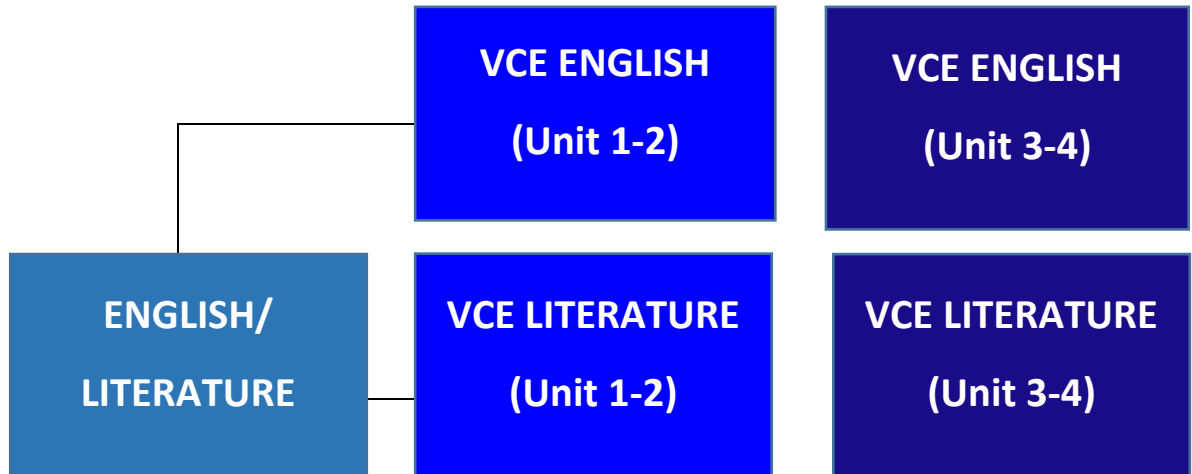 VCE ENGLISH
(Unit 1-2)
VCE ENGLISH
(Unit 3-4)
ENGLISH/
LITERATURE
VCE LITERATURE
(Unit 1-2)
VCE LITERATURE
(Unit 3-4)